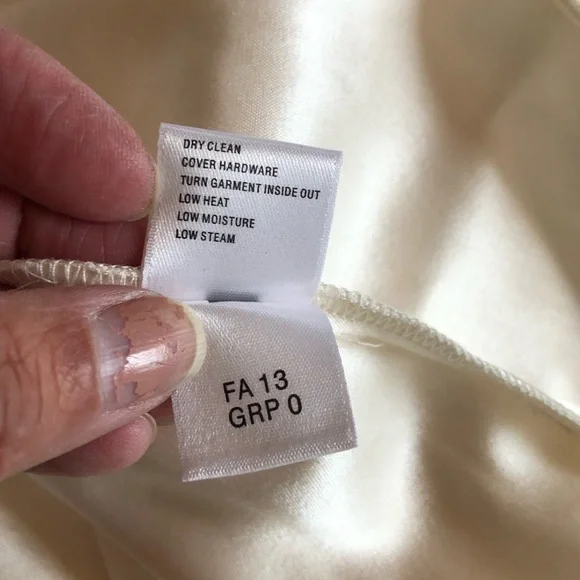 DRY CLEAN
COVER HARDWARE
TURN GARMENT INSIDE OUT
LOW HEAT
LOW MOISTURE
LOW STEAM
FA 13
GRP 0